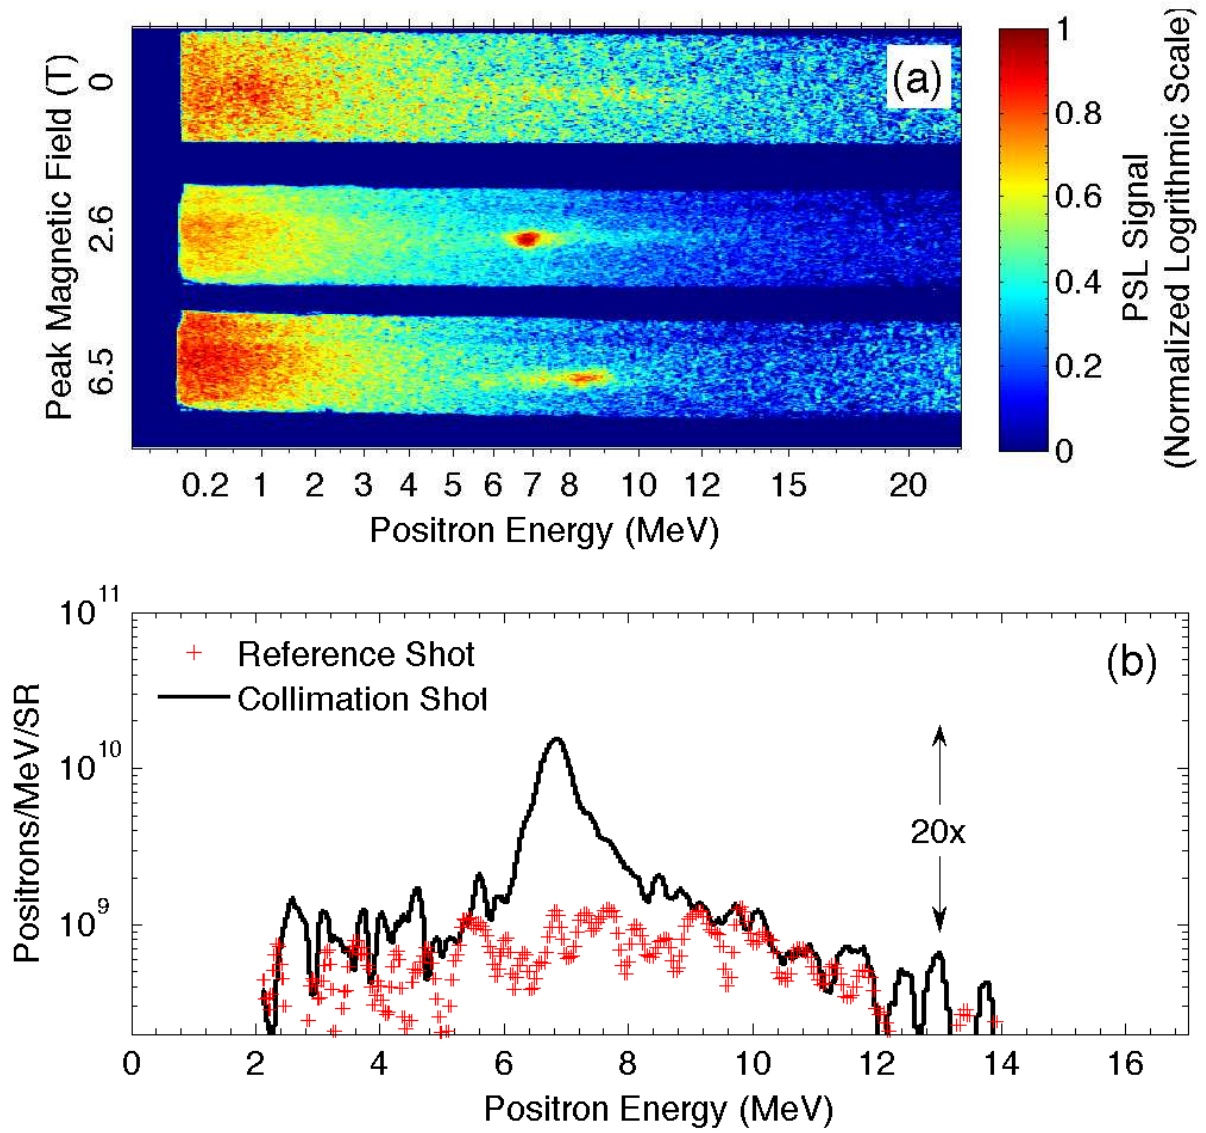 (a)
Peak Magnetic Field (T)
0
2.6
6.5
0.2 1 2 3 4 5 6 7 8 10 12 15 20
Positron Energy (MeV)
1
0.8
0.6
0.4
0.2
0
PSL Signal
(Normalized Logrithmic Scale)
(b)
Positrons/MeV/SR
10^11
10^10
10^9
Reference Shot
Collimation Shot
20x
0 2 4 6 8 10 12 14 16
Positron Energy (MeV)